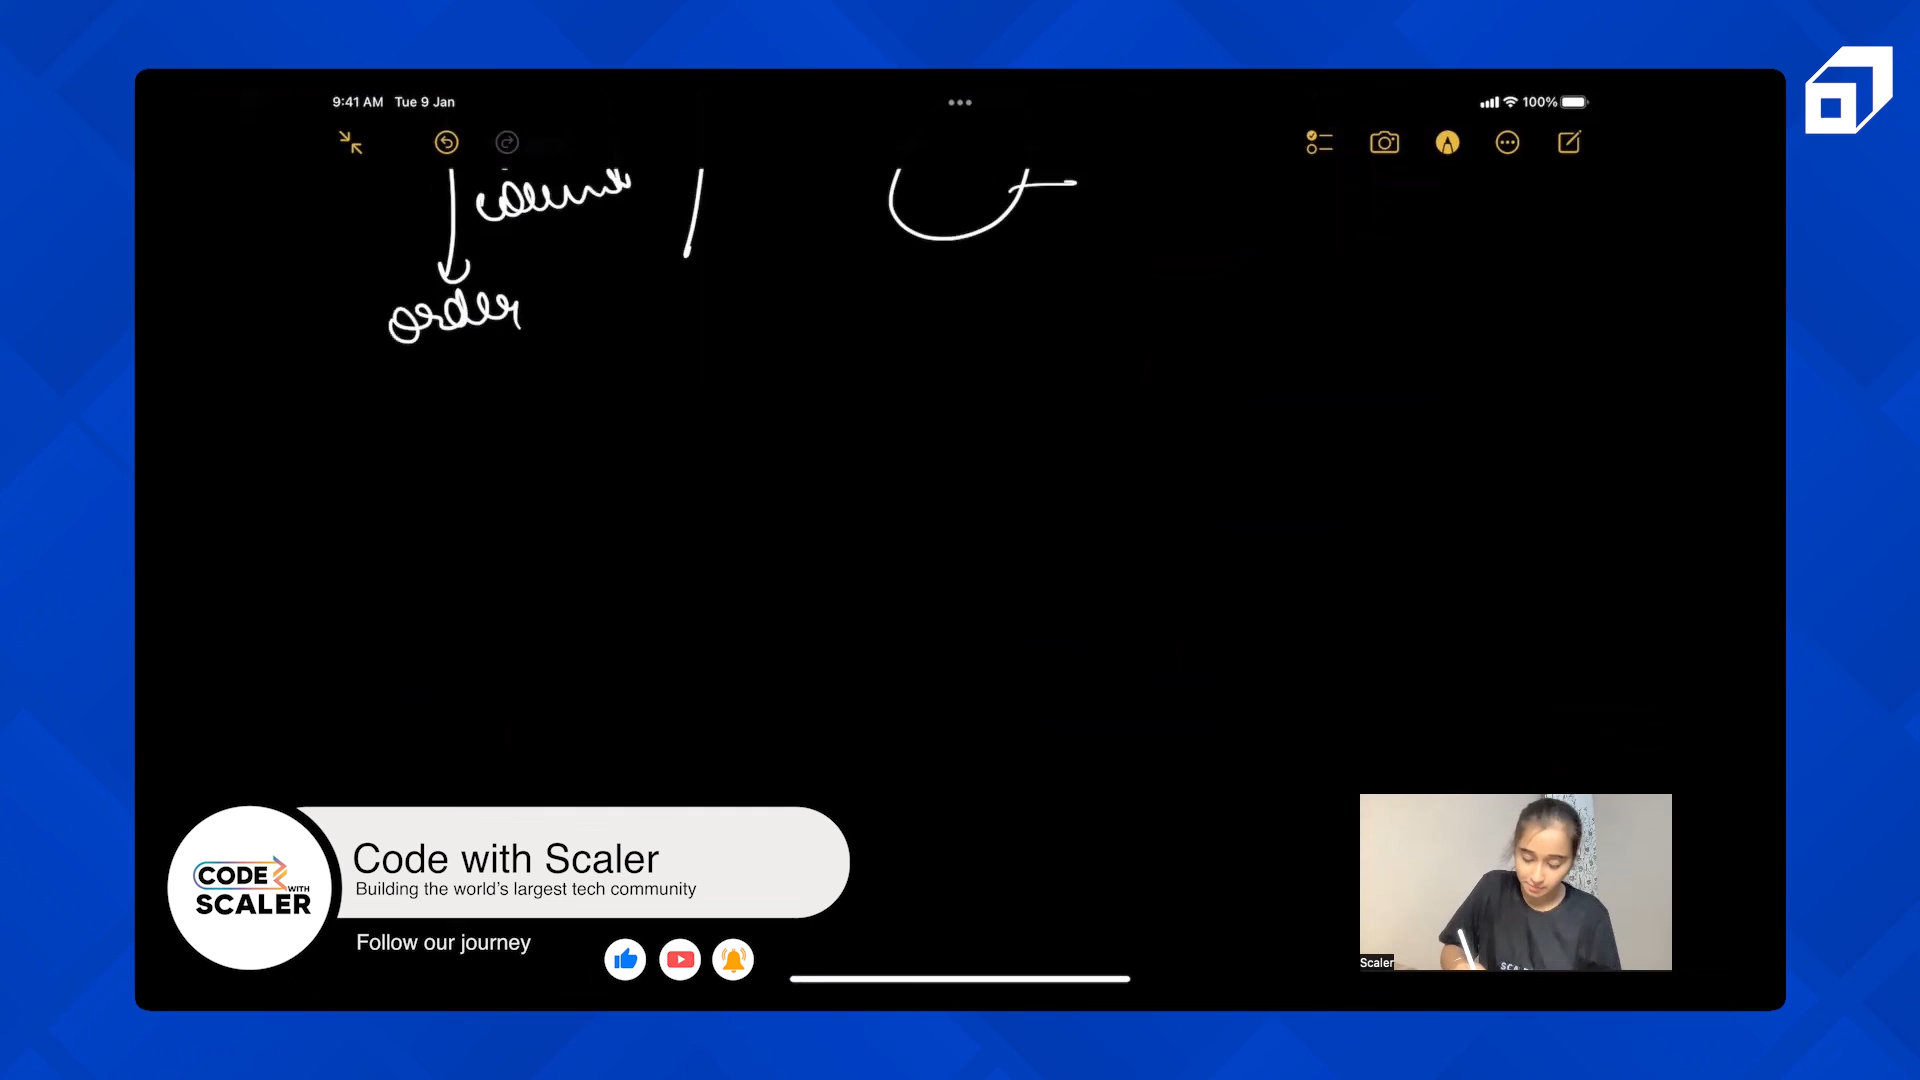 9:41 AM Tue 9 Jan
100%
order
CODE WITH SCALER
Code with Scaler
Building the world's largest tech community
Follow our journey
Scaler